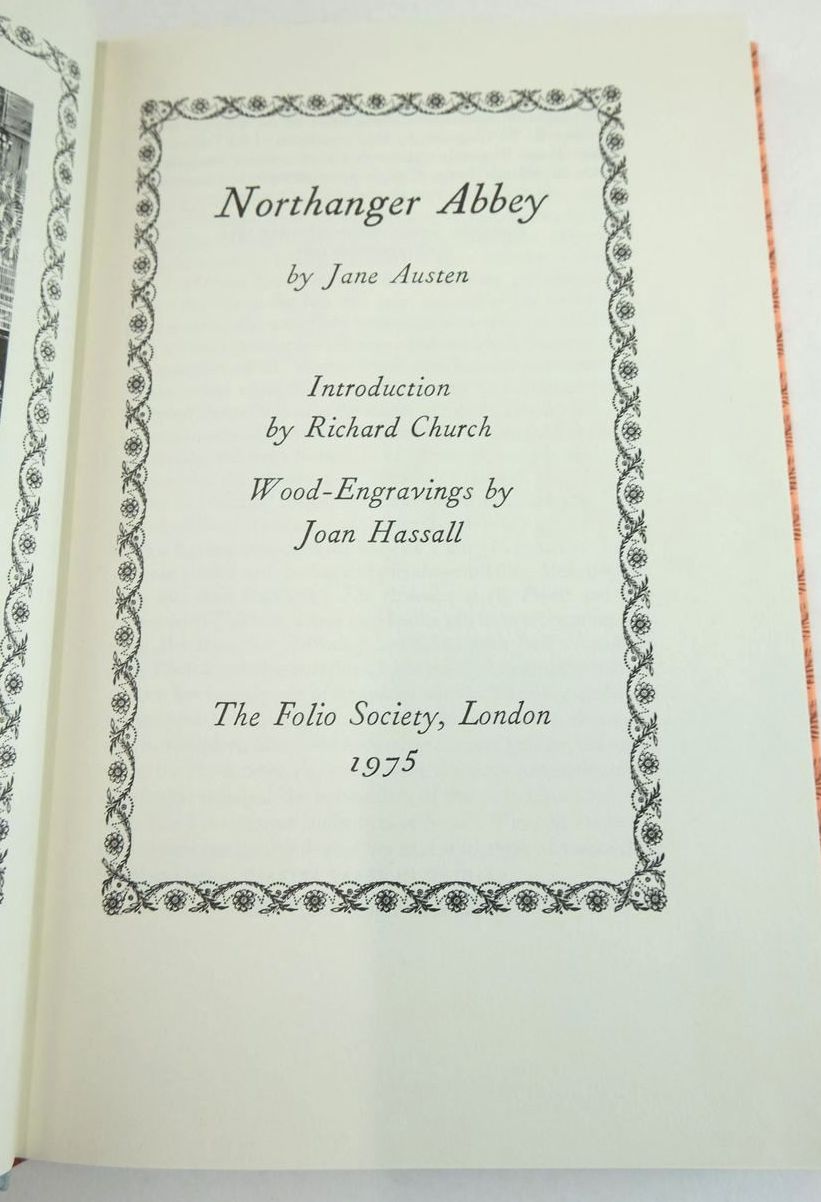 Northanger Abbey
by Jane Austen
Introduction
by Richard Church
Wood-Engravings by
Joan Hassall
The Folio Society, London
1975